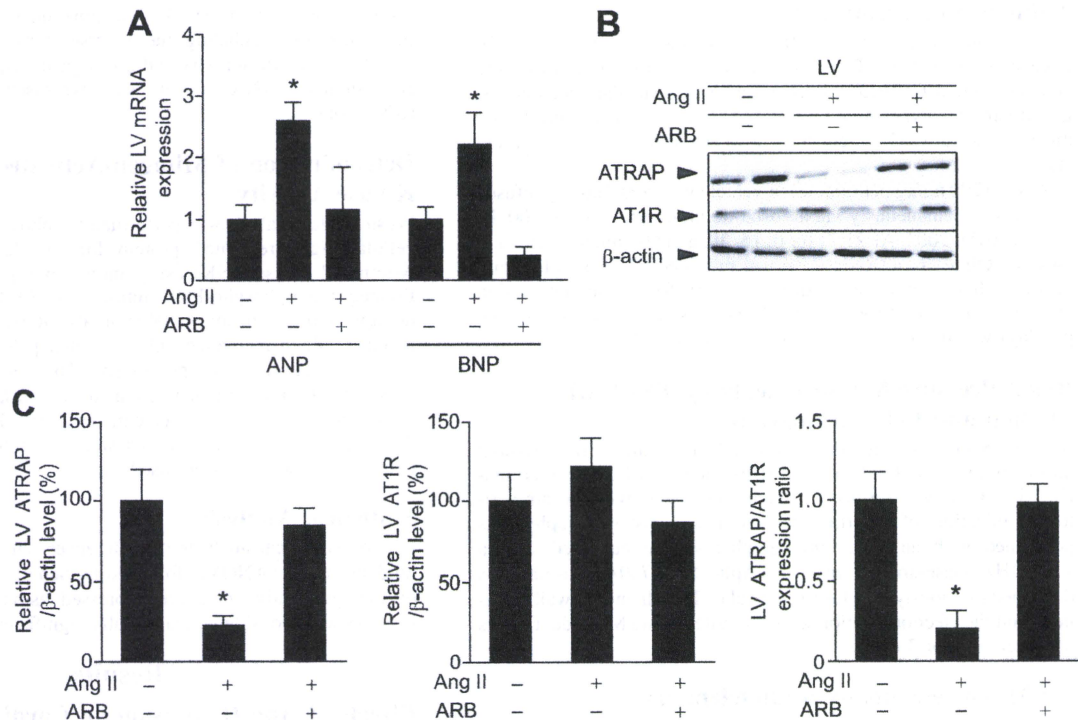 A
Relative LV mRNA
expression
4
3
2
1
0
*
*
Ang II − + + − + +
ARB − − + − − +
ANP BNP
B
LV
Ang II − + +
ARB − − +
ATRAP
AT1R
β-actin
C
Relative LV ATRAP
/β-actin level (%)
150
100
50
0
*
Ang II − + +
ARB − − +
Relative LV AT1R
/β-actin level (%)
150
100
50
0
Ang II − + +
ARB − − +
LV ATRAP/AT1R
expression ratio
1.5
1.0
0.5
0
*
Ang II − + +
ARB − − +